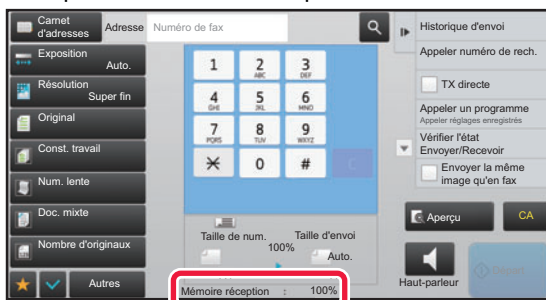 Carnet
d'adresses
Adresse
Numéro de fax
Exposition
Auto.
Résolution
Super fin
Original
Const. travail
Num. lente
Doc. mixte
Nombre d'originaux
Autres
1
2
ABC
3
DEF
4
GHI
5
JKL
6
MNO
7
PQRS
8
TUV
9
WXYZ
0
#
C
Taille de num.
Taille d'envoi
100%
Auto.
Mémoire réception : 100%
Historique d'envoi
Appeler numéro de rech.
TX directe
Appeler un programme
Appeler réglages enregistrés
Vérifier l'état
Envoyer/Recevoir
Envoyer la même
image qu'en fax
Aperçu
CA
Haut-parleur
Départ